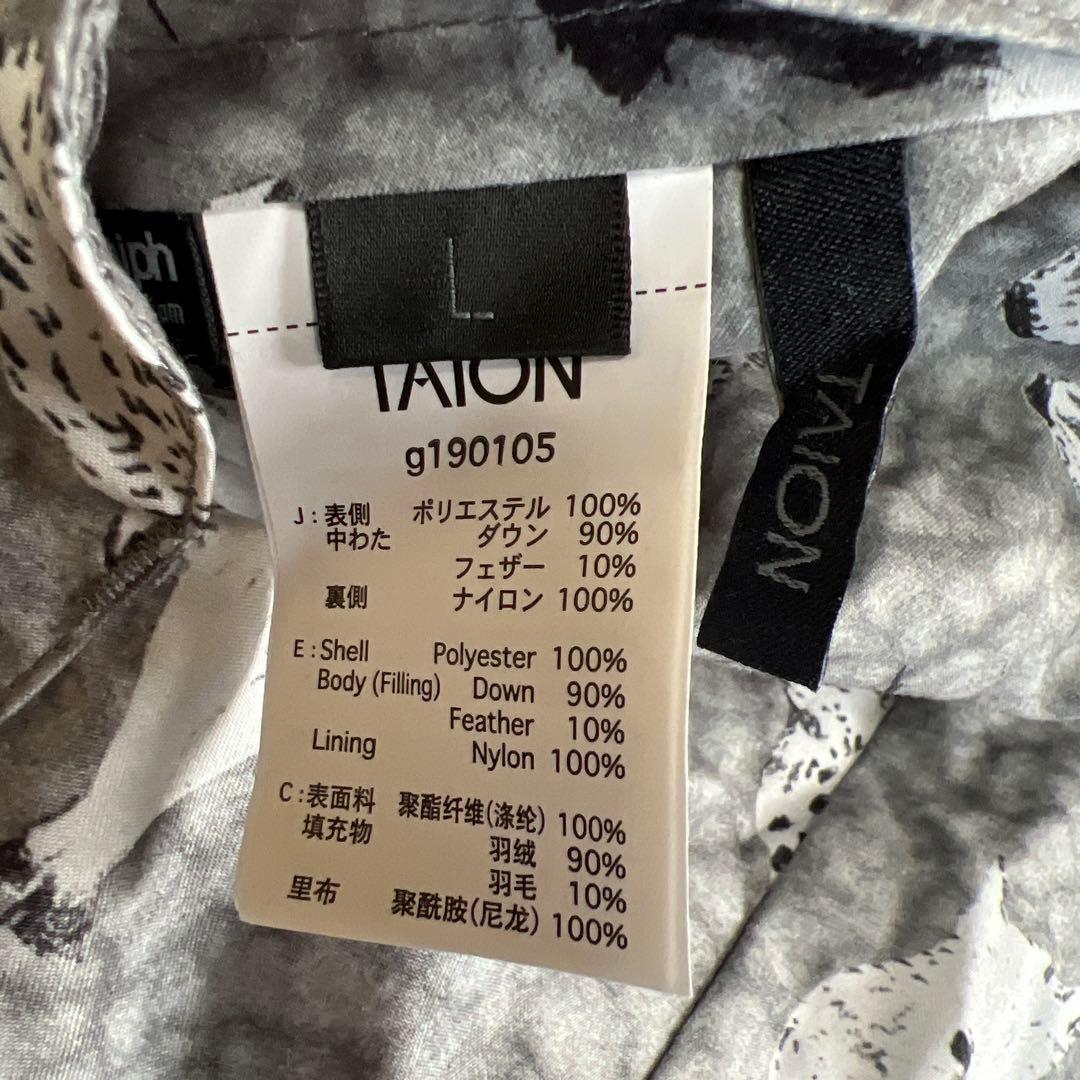 L
TAION
g190105
J : 表側 ポリエステル 100%
中わた ダウン 90%
フェザー 10%
裏側 ナイロン 100%
E : Shell Polyester 100%
Body (Filling) Down 90%
Feather 10%
Lining Nylon 100%
C : 表面料 聚酯纤维(涤纶) 100%
填充物 羽绒 90%
羽毛 10%
里布 聚酰胺(尼龙) 100%
TAION